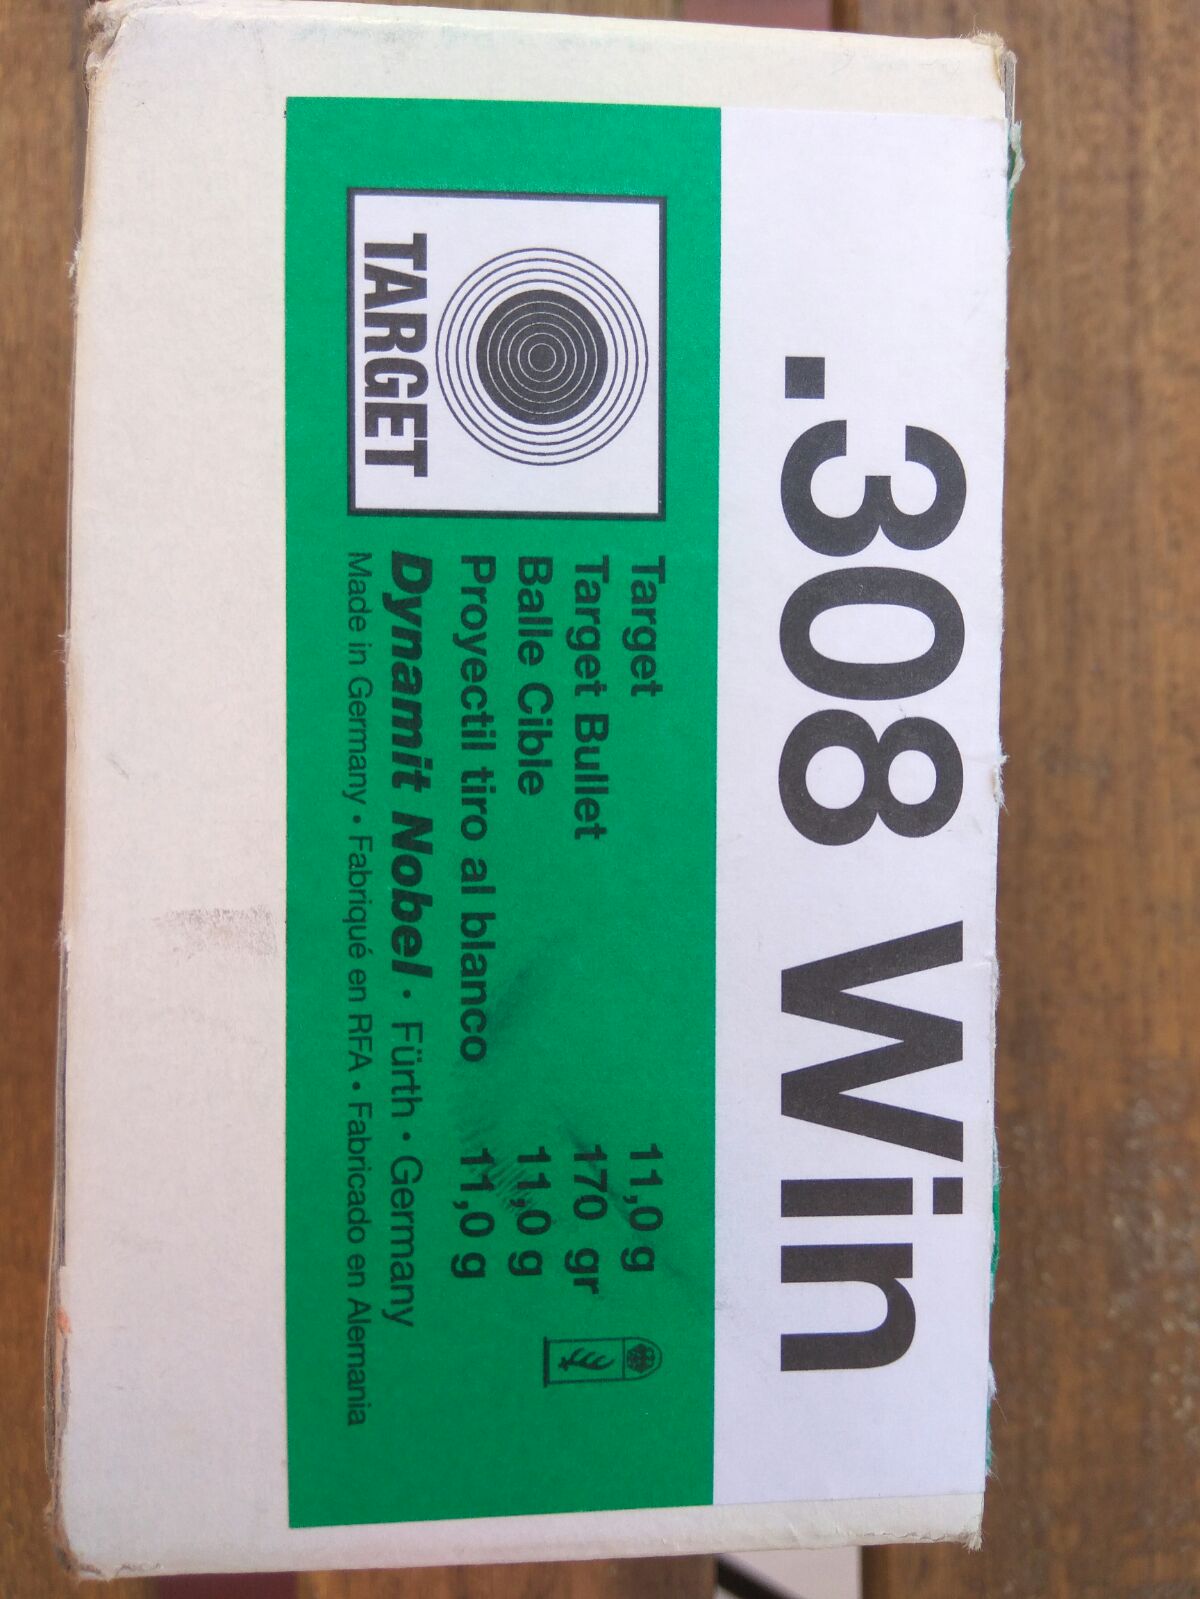 .308 Win
TARGET
Target 11,0 g
Target Bullet 170 gr
Balle Cible 11,0 g
Proyectil tiro al blanco 11,0 g
Dynamit Nobel · Fürth · Germany
Made in Germany • Fabriqué en RFA • Fabricado en Alemania